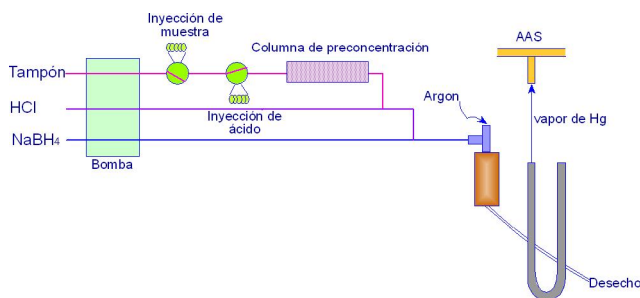 Inyección de
muestra
AAS
Columna de preconcentración
Tampón
Argon
HCl
vapor de Hg
Inyección de
ácido
NaBH4
Bomba
Desecho